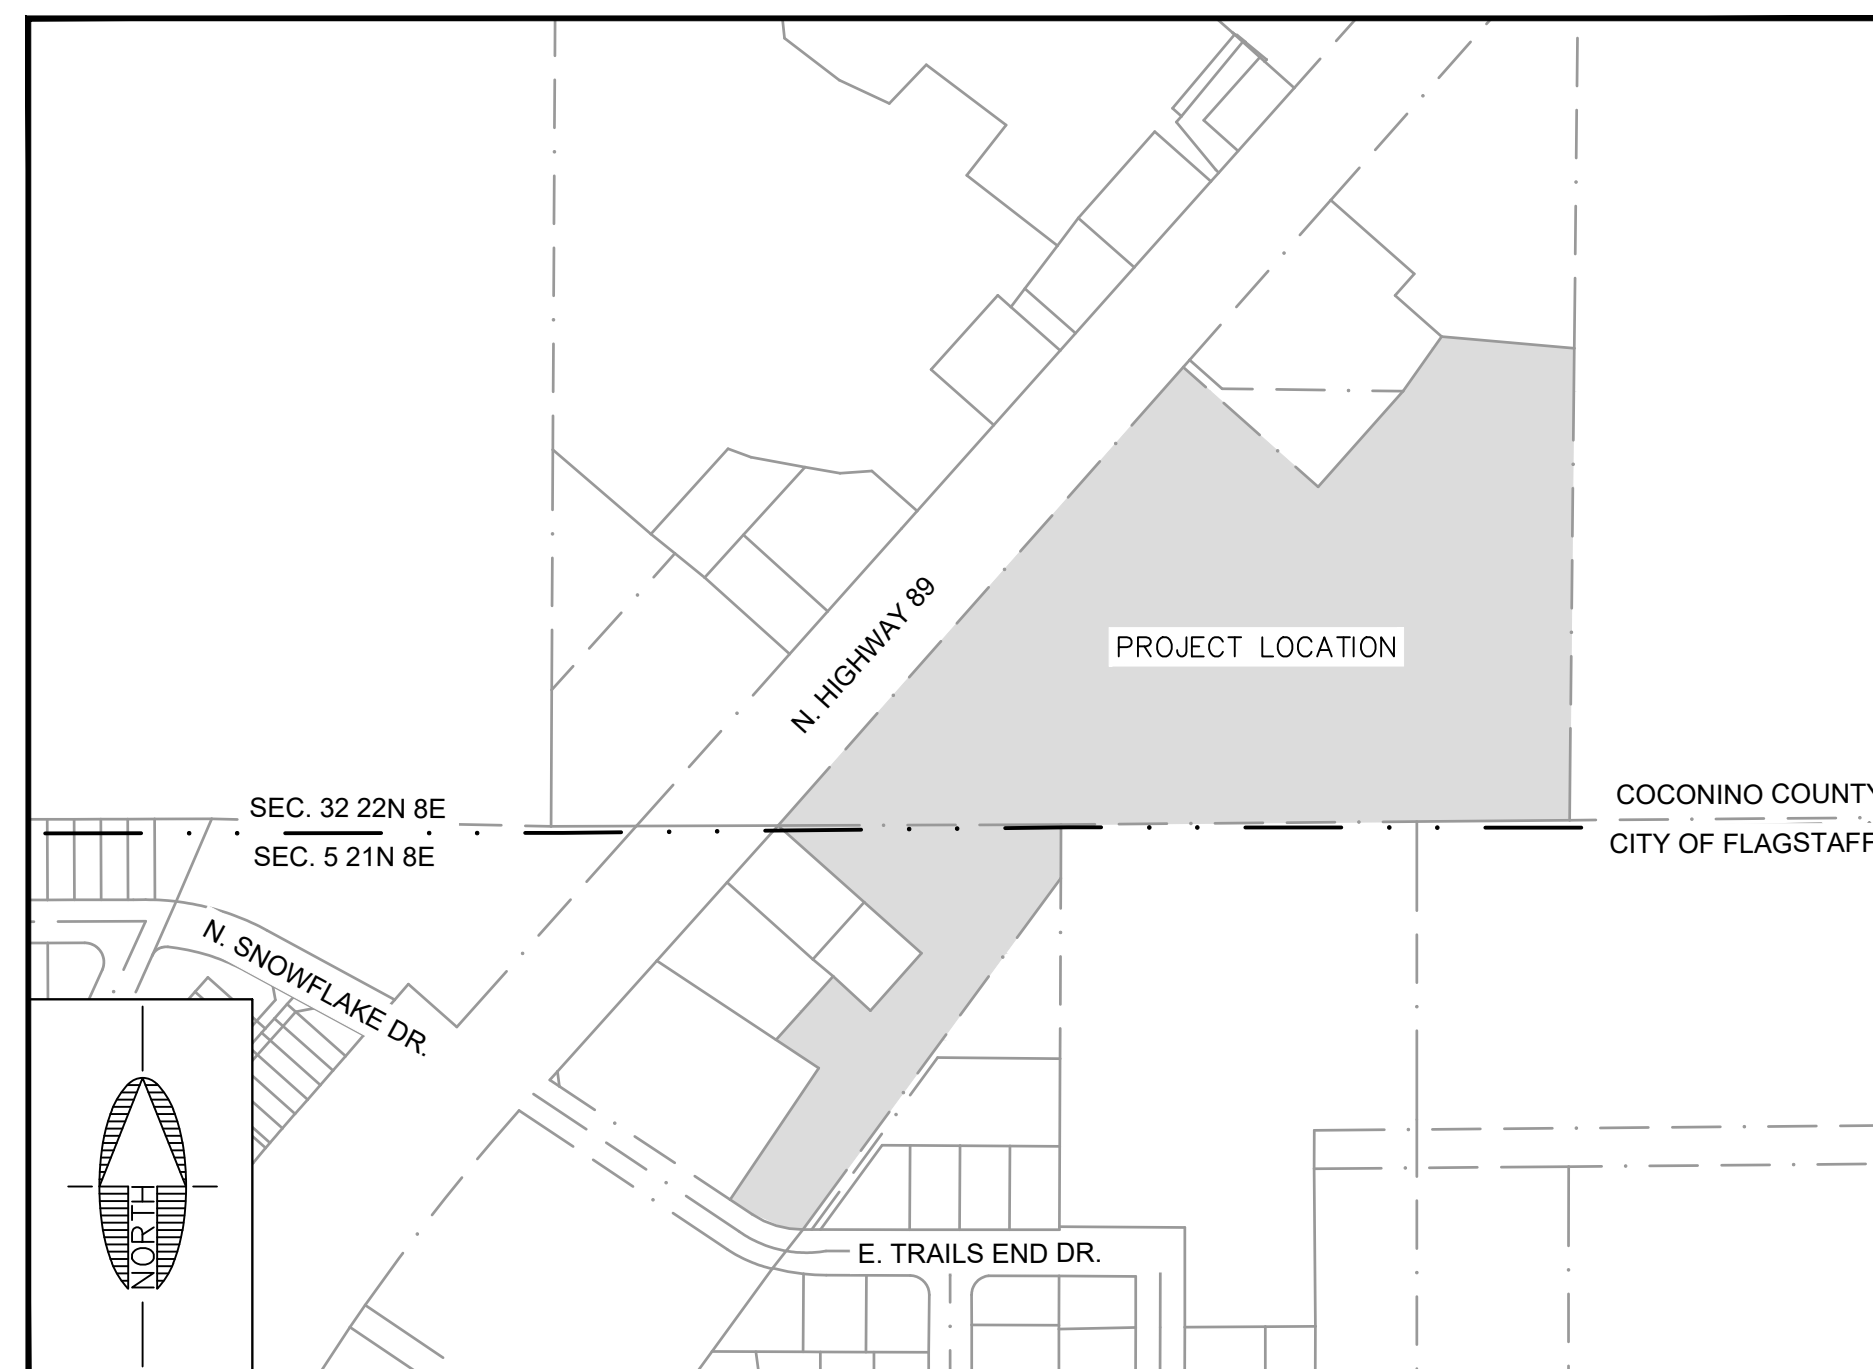 N. HIGHWAY 89
PROJECT LOCATION
SEC. 32 22N 8E
COCONINO COUNTY
SEC. 5 21N 8E
CITY OF FLAGSTAFF
N. SNOWFLAKE DR.
NORTH
E. TRAILS END DR.